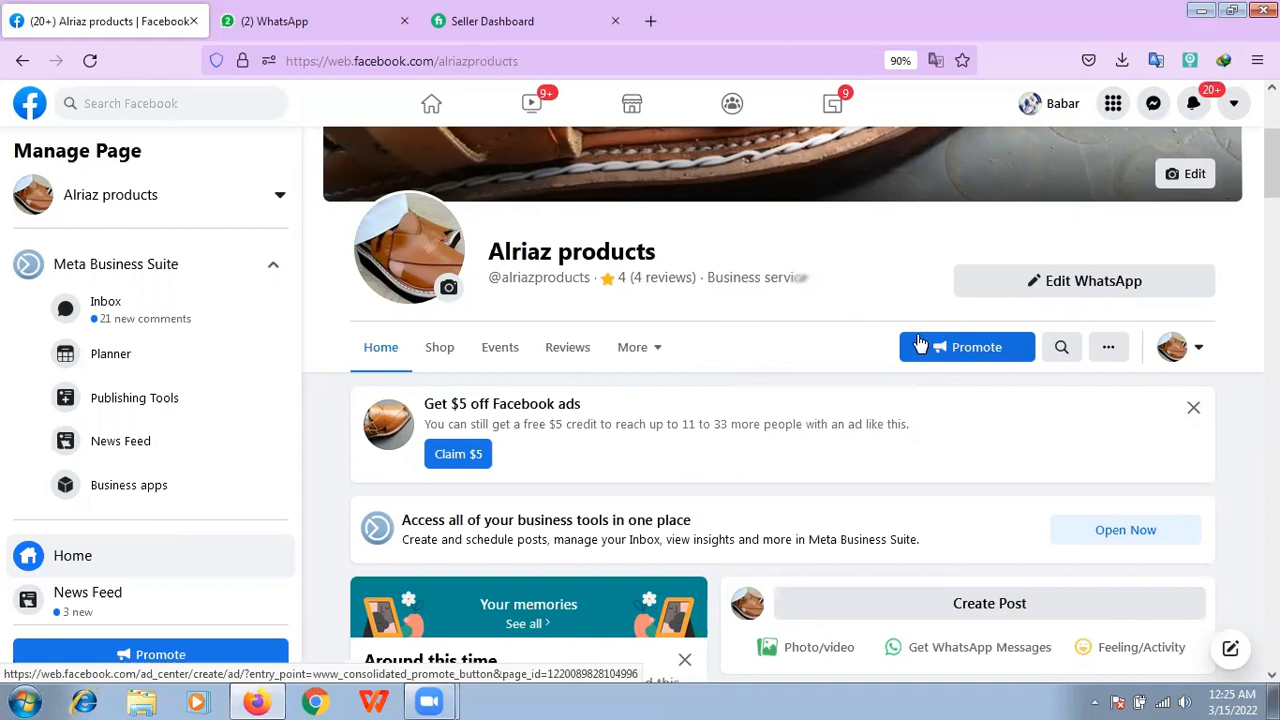 (20+) Alriaz products | Facebook
(2) WhatsApp
Seller Dashboard
https://web.facebook.com/alriazproducts
90%
Search Facebook
9+
9
Babar
20+
Manage Page
Alriaz products
Meta Business Suite
Inbox
21 new comments
Planner
Publishing Tools
News Feed
Business apps
Home
News Feed
3 new
Promote
Edit
Alriaz products
@alriazproducts · 4 (4 reviews) · Business service
Edit WhatsApp
Home
Shop
Events
Reviews
More
Promote
Get $5 off Facebook ads
You can still get a free $5 credit to reach up to 11 to 33 more people with an ad like this.
Claim $5
Access all of your business tools in one place
Create and schedule posts, manage your Inbox, view insights and more in Meta Business Suite.
Open Now
Your memories
See all
Around this time
Create Post
Photo/video
Get WhatsApp Messages
Feeling/Activity
https://web.facebook.com/ad_center/create/ad/?entry_point=www_consolidated_promote_button&page_id=1220089828104996
12:25 AM
3/15/2022